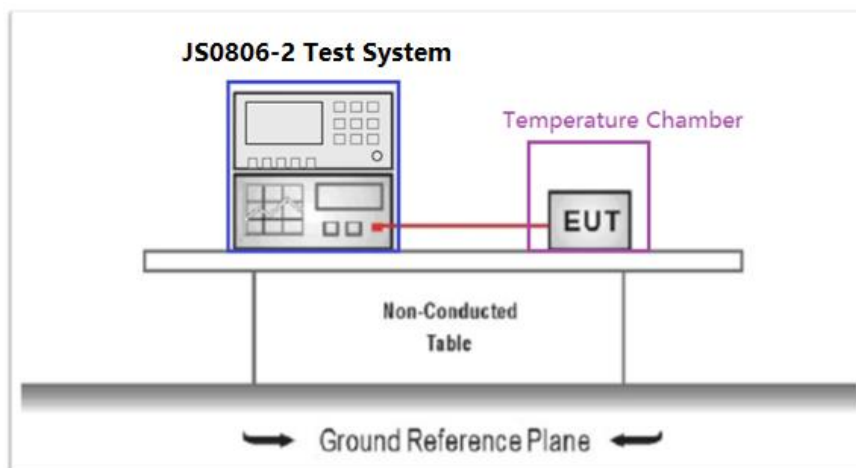 JS0806-2 Test System
Temperature Chamber
EUT
Non-Conducted
Table
Ground Reference Plane